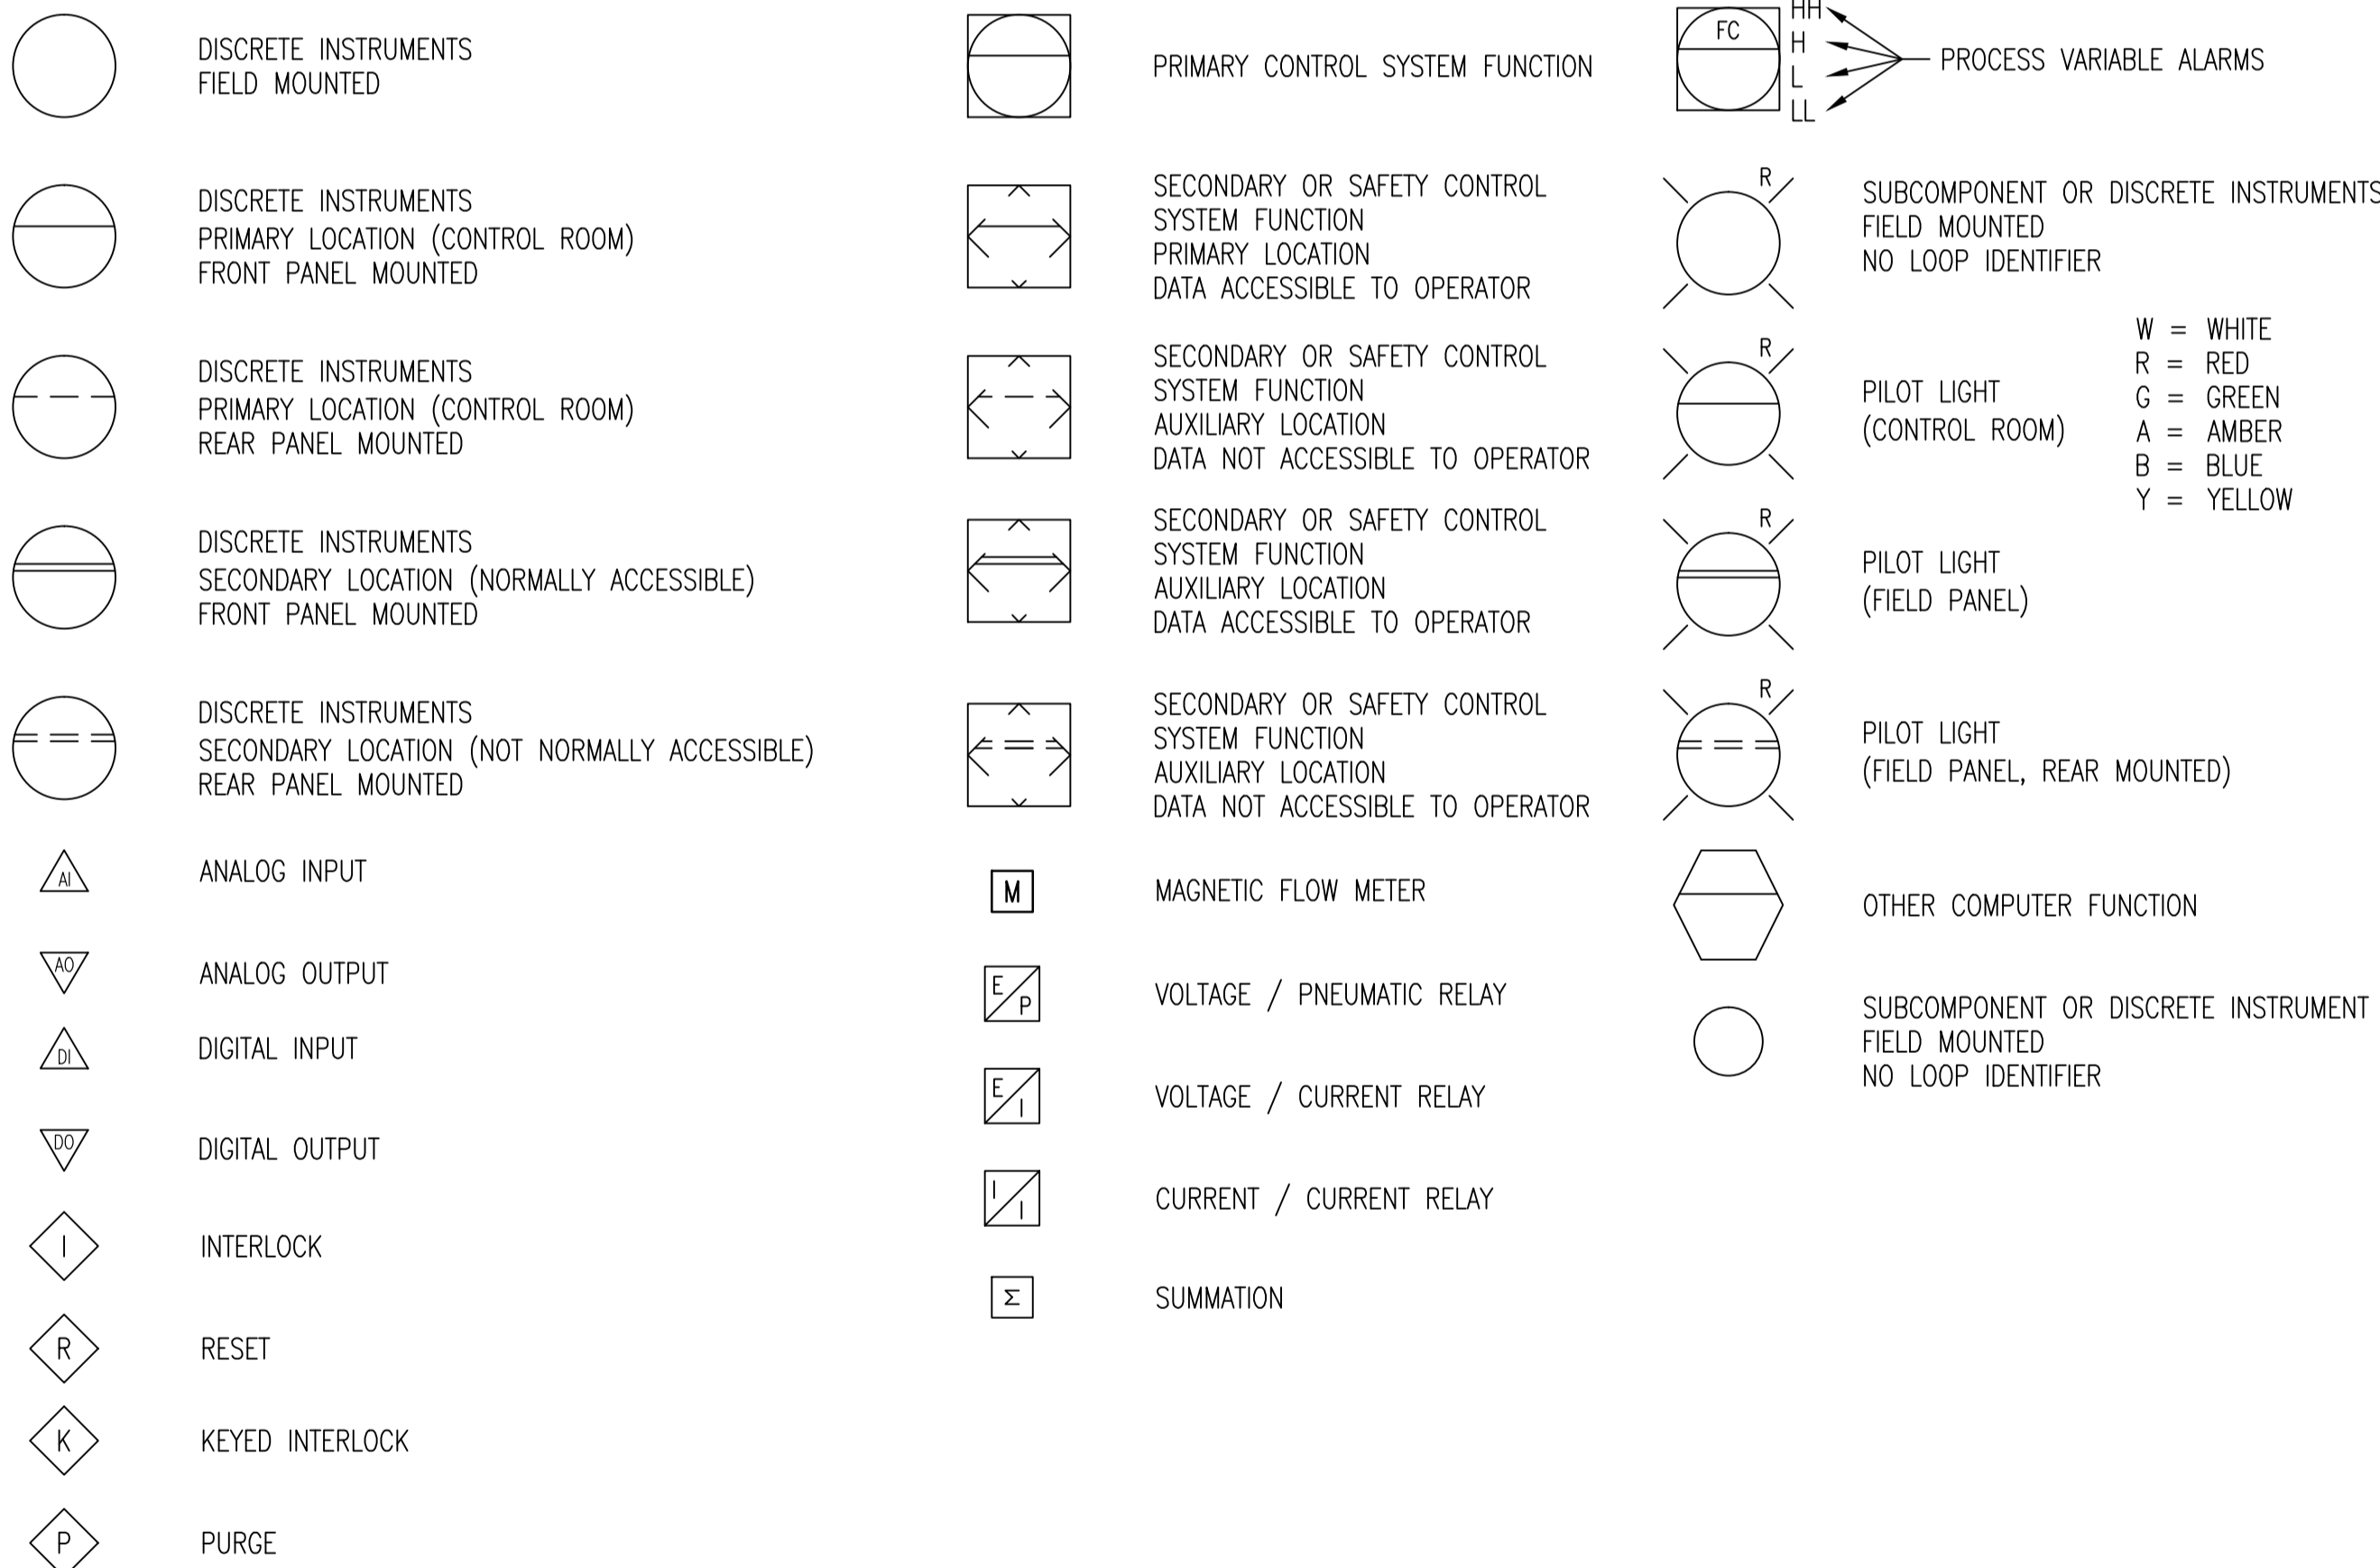 DISCRETE INSTRUMENTS
FIELD MOUNTED
DISCRETE INSTRUMENTS
PRIMARY LOCATION (CONTROL ROOM)
FRONT PANEL MOUNTED
DISCRETE INSTRUMENTS
PRIMARY LOCATION (CONTROL ROOM)
REAR PANEL MOUNTED
DISCRETE INSTRUMENTS
SECONDARY LOCATION (NORMALLY ACCESSIBLE)
FRONT PANEL MOUNTED
DISCRETE INSTRUMENTS
SECONDARY LOCATION (NOT NORMALLY ACCESSIBLE)
REAR PANEL MOUNTED
AI ANALOG INPUT
AO ANALOG OUTPUT
DI DIGITAL INPUT
DO DIGITAL OUTPUT
I INTERLOCK
R RESET
K KEYED INTERLOCK
P PURGE
PRIMARY CONTROL SYSTEM FUNCTION
SECONDARY OR SAFETY CONTROL
SYSTEM FUNCTION
PRIMARY LOCATION
DATA ACCESSIBLE TO OPERATOR
SECONDARY OR SAFETY CONTROL
SYSTEM FUNCTION
AUXILIARY LOCATION
DATA NOT ACCESSIBLE TO OPERATOR
SECONDARY OR SAFETY CONTROL
SYSTEM FUNCTION
AUXILIARY LOCATION
DATA ACCESSIBLE TO OPERATOR
SECONDARY OR SAFETY CONTROL
SYSTEM FUNCTION
AUXILIARY LOCATION
DATA NOT ACCESSIBLE TO OPERATOR
M MAGNETIC FLOW METER
E P VOLTAGE / PNEUMATIC RELAY
E I VOLTAGE / CURRENT RELAY
I I CURRENT / CURRENT RELAY
Σ SUMMATION
FC
HH
H
L
LL
PROCESS VARIABLE ALARMS
R
SUBCOMPONENT OR DISCRETE INSTRUMENTS
FIELD MOUNTED
NO LOOP IDENTIFIER
R
PILOT LIGHT
(CONTROL ROOM)
W = WHITE
R = RED
G = GREEN
A = AMBER
B = BLUE
Y = YELLOW
R
PILOT LIGHT
(FIELD PANEL)
R
PILOT LIGHT
(FIELD PANEL, REAR MOUNTED)
OTHER COMPUTER FUNCTION
SUBCOMPONENT OR DISCRETE INSTRUMENT
FIELD MOUNTED
NO LOOP IDENTIFIER